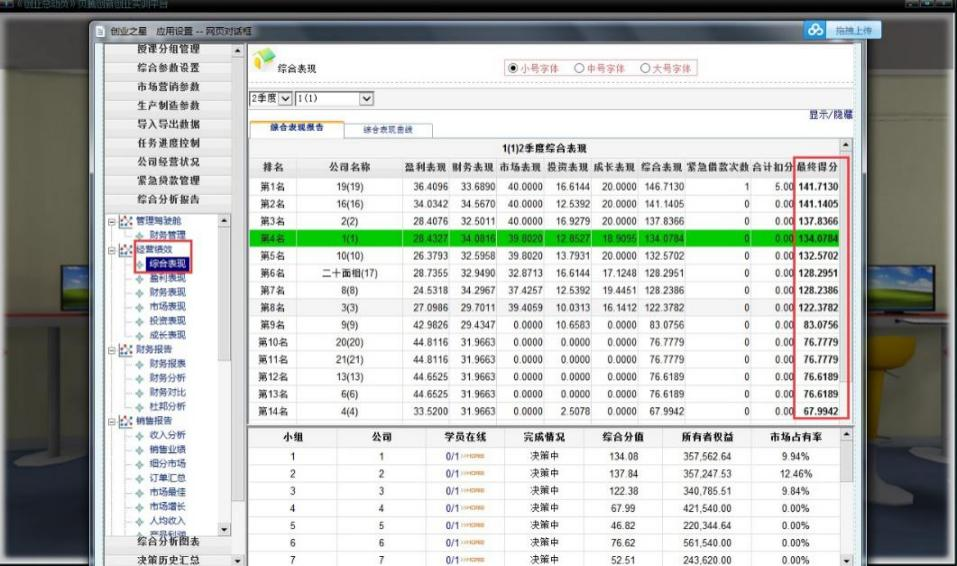 《创业总动员》贝腾创新创业实训平台
创业之星 应用设置 -- 网页对话框
拖拽上传
授课分组管理
综合参数设置
市场营销参数
生产制造参数
导入导出数据
任务进度控制
公司经营状况
紧急贷款管理
综合分析报告
管理驾驶舱
财务管理
经营绩效
综合表现
盈利表现
财务表现
市场表现
投资表现
成长表现
财务报告
财务报表
财务分析
财务对比
杜邦分析
销售报告
收入分析
销售业绩
细分市场
订单汇总
市场最佳
市场增长
人均收入
综合分析图表
决策历史汇总
综合表现 小号字体 中号字体 大号字体
2季度 1(1)
显示/隐藏
综合表现报告 综合表现曲线
1(1)2季度综合表现
排名 公司名称 盈利表现 财务表现 市场表现 投资表现 成长表现 综合表现 紧急借款次数 合计扣分 最终得分
第1名 19(19) 36.4096 33.6890 40.0000 16.6144 20.0000 146.7130 1 5.00 141.7130
第2名 16(16) 34.0342 34.5670 40.0000 12.5392 20.0000 141.1405 0 0.00 141.1405
第3名 2(2) 28.4076 32.5011 40.0000 16.9279 20.0000 137.8366 0 0.00 137.8366
第4名 1(1) 28.4327 34.0816 39.8020 12.8527 18.9095 134.0784 0 0.00 134.0784
第5名 10(10) 26.3793 32.5958 39.8020 13.7931 20.0000 132.5702 0 0.00 132.5702
第6名 二十面相(17) 28.7355 32.9490 32.8713 16.6144 17.1248 128.2951 0 0.00 128.2951
第7名 8(8) 24.5318 34.2967 37.4257 12.5392 19.4451 128.2386 0 0.00 128.2386
第8名 3(3) 27.0986 29.7011 39.4059 10.0313 16.1412 122.3782 0 0.00 122.3782
第9名 9(9) 42.9826 29.4347 0.0000 10.6583 0.0000 83.0756 0 0.00 83.0756
第10名 20(20) 44.8116 31.9663 0.0000 0.0000 0.0000 76.7779 0 0.00 76.7779
第11名 21(21) 44.8116 31.9663 0.0000 0.0000 0.0000 76.7779 0 0.00 76.7779
第12名 13(13) 44.6525 31.9663 0.0000 0.0000 0.0000 76.6189 0 0.00 76.6189
第13名 6(6) 44.6525 31.9663 0.0000 0.0000 0.0000 76.6189 0 0.00 76.6189
第14名 4(4) 33.5200 31.9663 0.0000 2.5078 0.0000 67.9942 0 0.00 67.9942
小组 公司 学员在线 完成情况 综合分值 所有者权益 市场占有率
1 1 0/1 决策中 134.08 357,562.64 9.94%
2 2 0/1 决策中 137.84 357,247.53 12.46%
3 3 0/1 决策中 122.38 340,785.51 9.84%
4 4 0/1 决策中 67.99 421,540.00 0.00%
5 5 0/1 决策中 46.82 220,344.64 0.00%
6 6 0/1 决策中 76.62 561,540.00 0.00%
7 7 0/1 决策中 52.51 243,620.00 0.00%